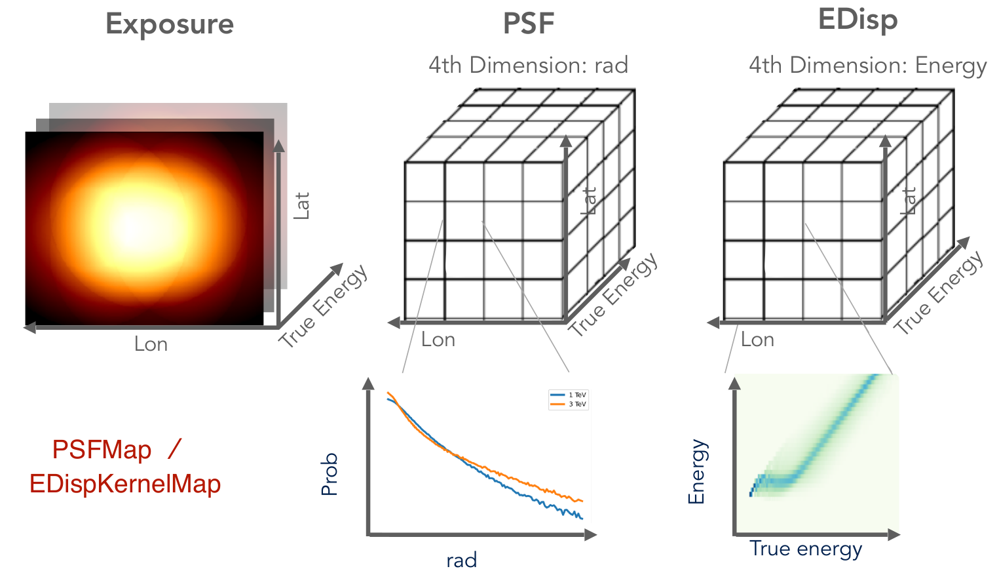 Exposure
Lat
True Energy
Lon
PSF
4th Dimension: rad
Lat
True Energy
Lon
EDisp
4th Dimension: Energy
Lat
True Energy
Lon
PSFMap /
EDispKernelMap
Prob
1 TeV
3 TeV
rad
Energy
True energy